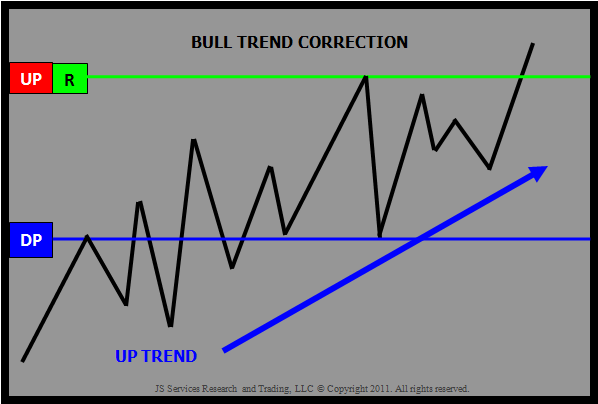 BULL TREND CORRECTION
UP R
DP
UP TREND
JS Services Research and Trading, LLC © Copyright 2011. All rights reserved.